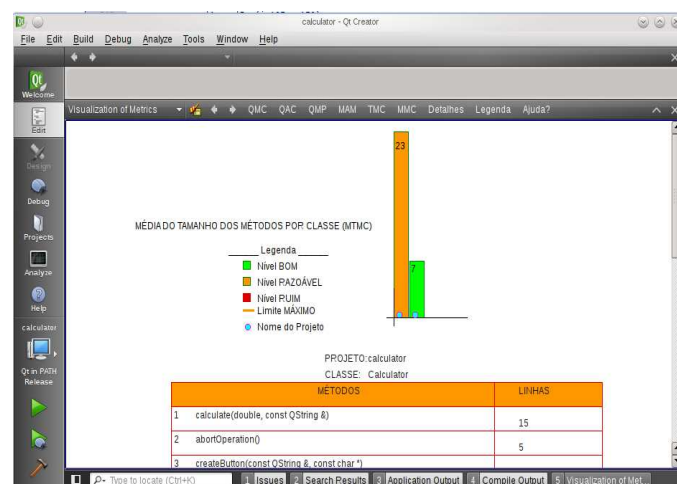 calculator - Qt Creator
File Edit Build Debug Analyze Tools Window Help
Qt
Welcome
Edit
Design
Debug
Projects
Analyze
Help
calculator
Qt in PATH
Release
Visualization of Metrics QMC QAC QMP MAM TMC MMC Detalhes Legenda Ajuda?
23
7
MÉDIA DO TAMANHO DOS MÉTODOS POR CLASSE (MTMC)
Legenda
Nível BOM
Nível RAZOÁVEL
Nível RUIM
Limite MÁXIMO
Nome do Projeto
PROJETO: calculator
CLASSE: Calculator
MÉTODOS LINHAS
1 calculate(double, const QString &) 15
2 abortOperation() 5
3 createButton(const QString &, const char *)
Type to locate (Ctrl+K) 1 Issues 2 Search Results 3 Application Output 4 Compile Output 5 Visualization of Met...